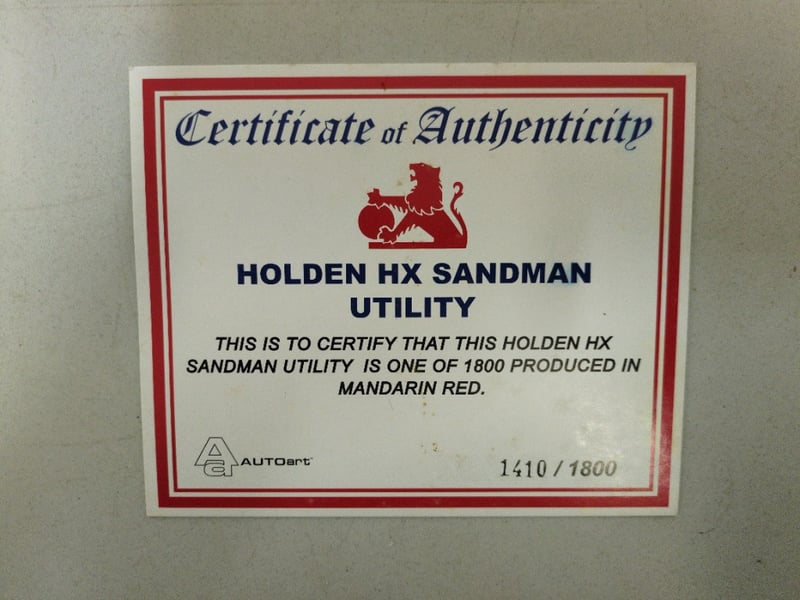 Certificate of Authenticity
HOLDEN HX SANDMAN
UTILITY
THIS IS TO CERTIFY THAT THIS HOLDEN HX
SANDMAN UTILITY IS ONE OF 1800 PRODUCED IN
MANDARIN RED.
AUTOart™ 1410 / 1800